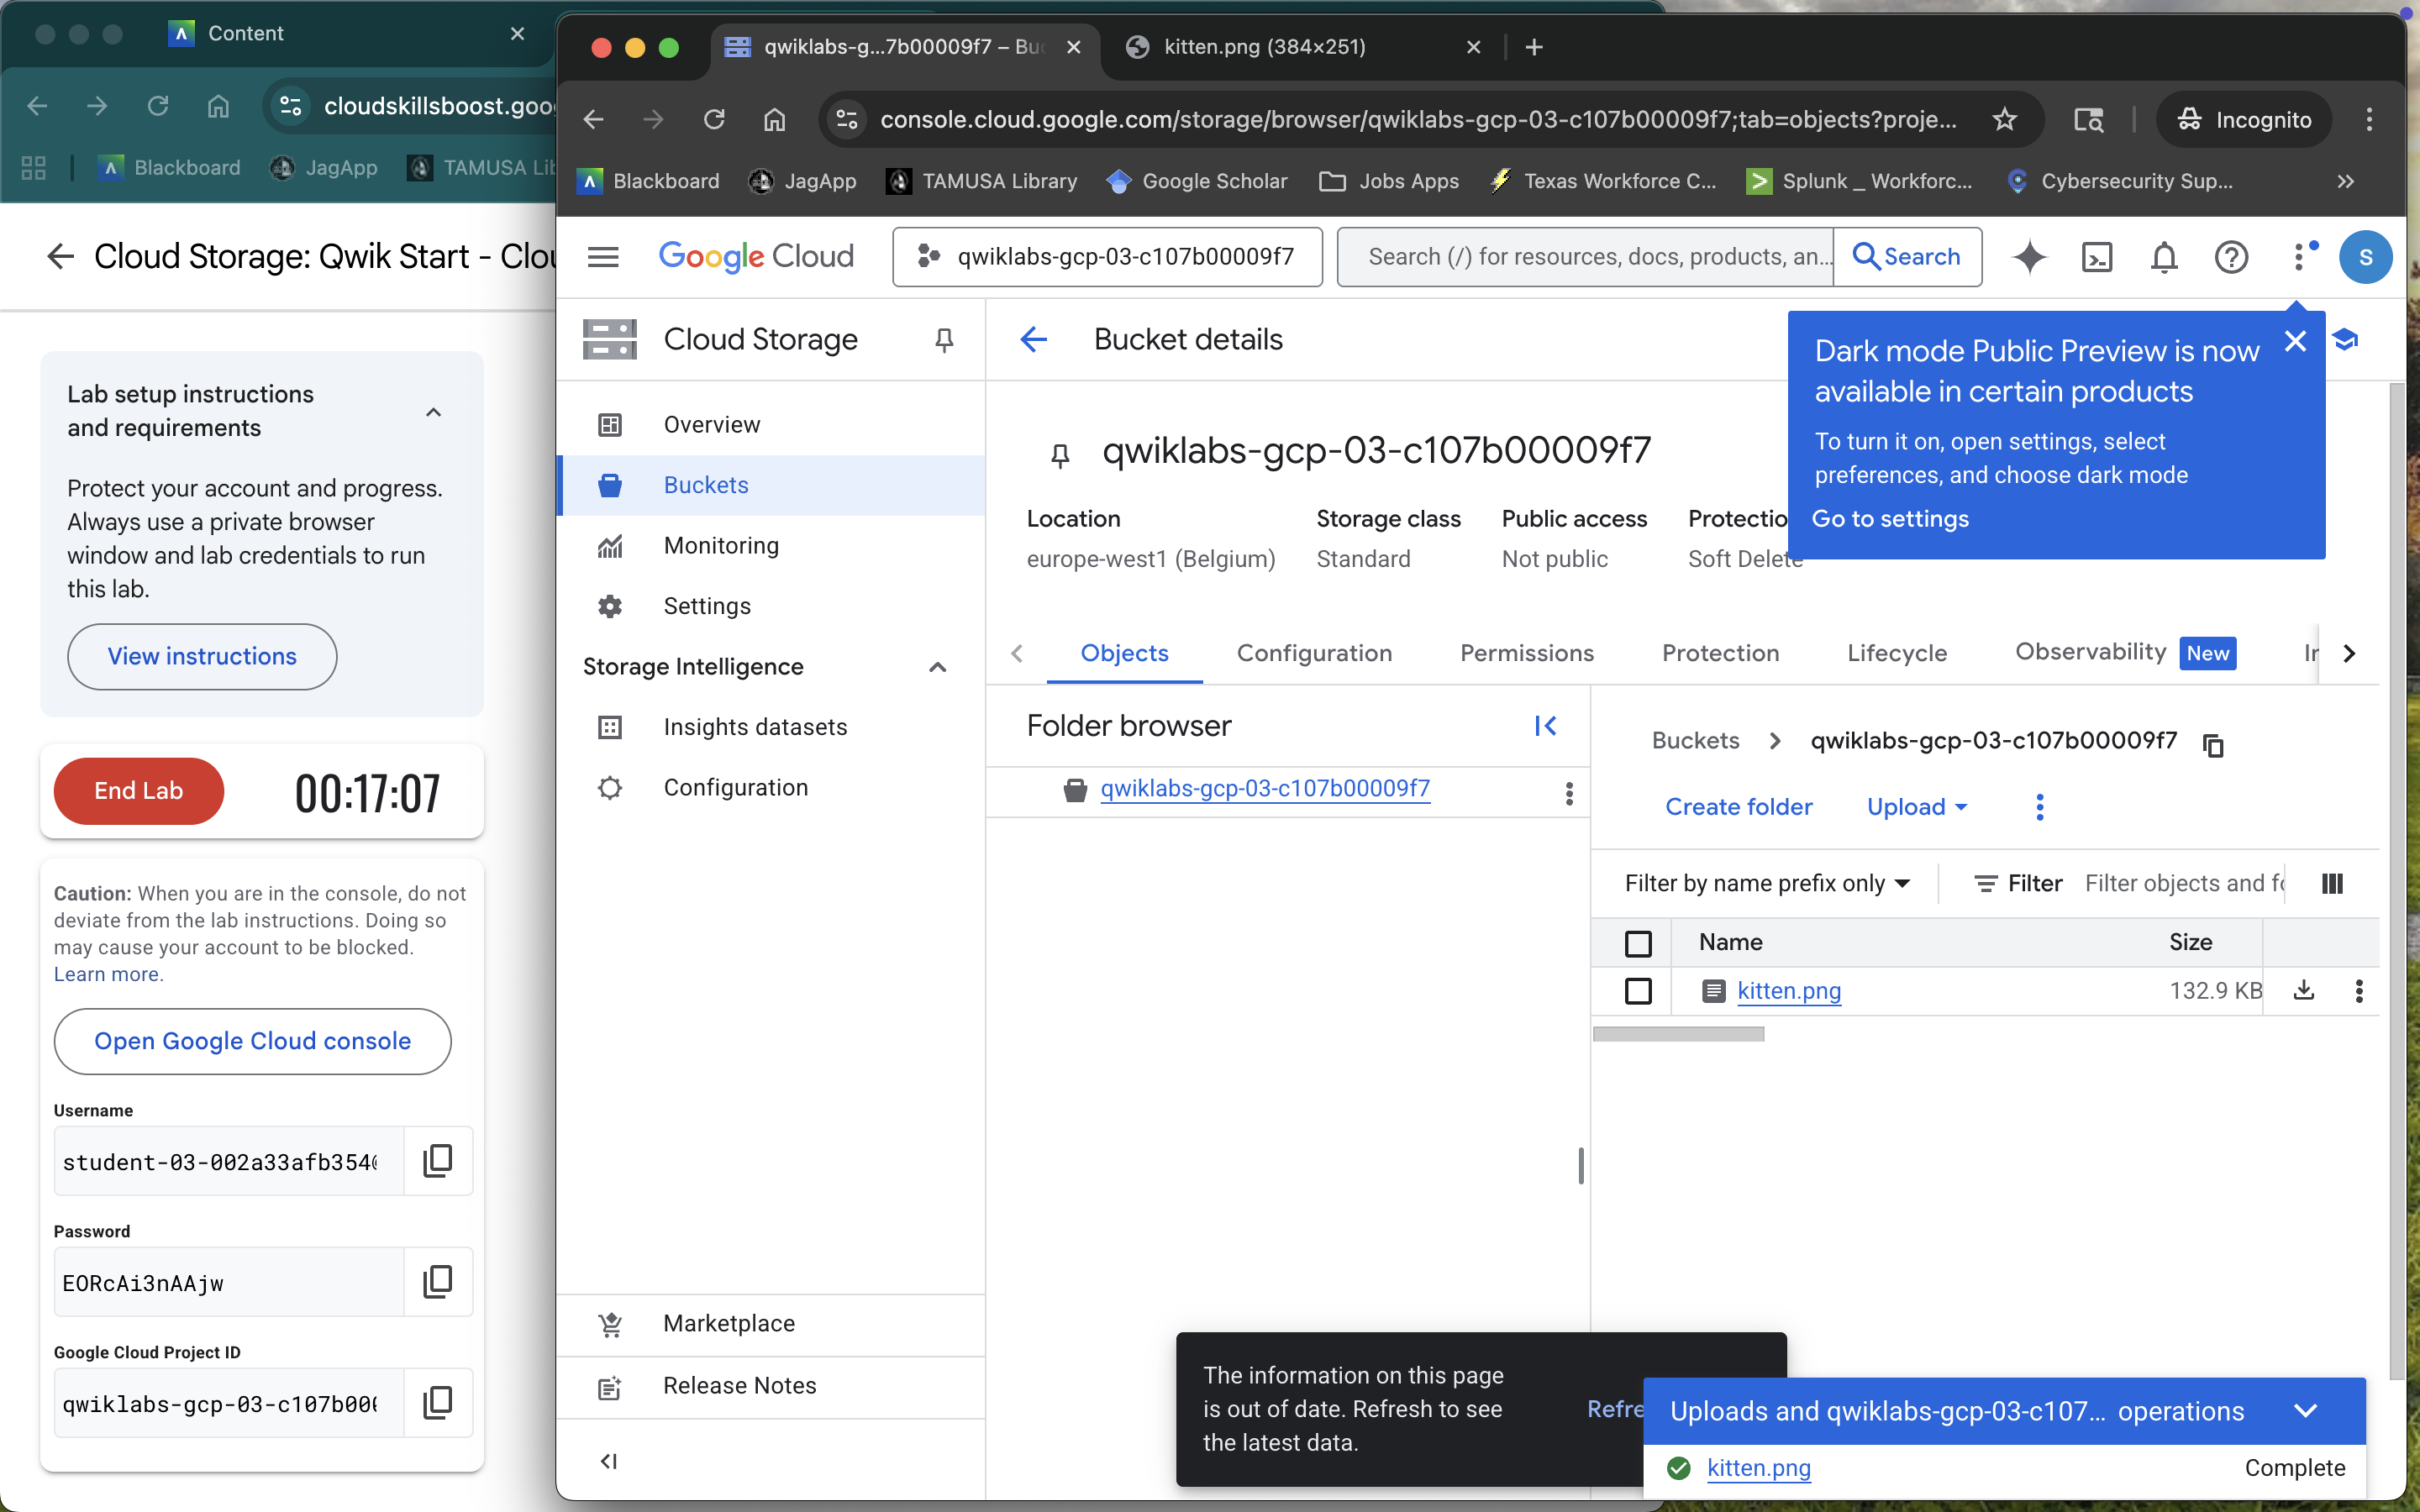 Content
cloudskillsboost.goo
Blackboard
JagApp
TAMUSA Lib
Cloud Storage: Qwik Start - Clou
Lab setup instructions
and requirements
Protect your account and progress.
Always use a private browser
window and lab credentials to run
this lab.
View instructions
End Lab
00:17:07
Caution: When you are in the console, do not
deviate from the lab instructions. Doing so
may cause your account to be blocked.
Learn more.
Open Google Cloud console
Username
student-03-002a33afb354@
Password
EORcAi3nAAjw
Google Cloud Project ID
qwiklabs-gcp-03-c107b000
qwiklabs-g...7b00009f7 – Bu
kitten.png (384×251)
console.cloud.google.com/storage/browser/qwiklabs-gcp-03-c107b00009f7;tab=objects?proje...
Incognito
Blackboard
JagApp
TAMUSA Library
Google Scholar
Jobs Apps
Texas Workforce C...
Splunk _ Workforc...
Cybersecurity Sup...
Google Cloud
qwiklabs-gcp-03-c107b00009f7
Search (/) for resources, docs, products, an...
Search
S
Cloud Storage
Overview
Buckets
Monitoring
Settings
Storage Intelligence
Insights datasets
Configuration
Marketplace
Release Notes
Bucket details
Dark mode Public Preview is now
available in certain products
To turn it on, open settings, select
preferences, and choose dark mode
Go to settings
qwiklabs-gcp-03-c107b00009f7
Location
Storage class
Public access
Protectio
europe-west1 (Belgium)
Standard
Not public
Soft Delete
Objects
Configuration
Permissions
Protection
Lifecycle
Observability
New
Folder browser
qwiklabs-gcp-03-c107b00009f7
Buckets
qwiklabs-gcp-03-c107b00009f7
Create folder
Upload
Filter by name prefix only
Filter
Filter objects and fo
Name
Size
kitten.png
132.9 KB
The information on this page
is out of date. Refresh to see
the latest data.
Refre
Uploads and qwiklabs-gcp-03-c107... operations
kitten.png
Complete